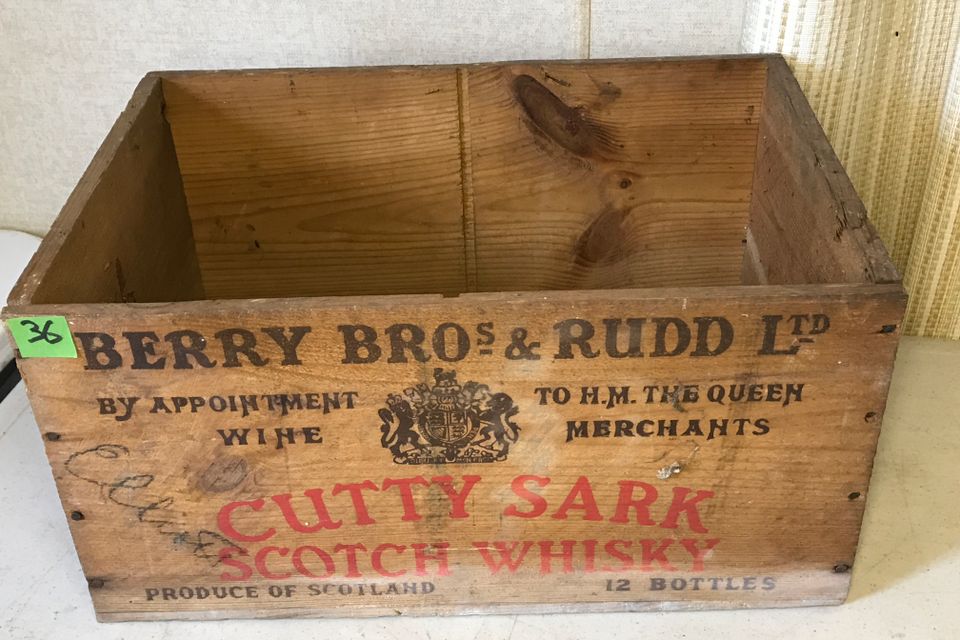 36
BERRY BROS & RUDD LTD
BY APPOINTMENT TO H.M. THE QUEEN
WINE MERCHANTS
CUTTY SARK
SCOTCH WHISKY
PRODUCE OF SCOTLAND 12 BOTTLES